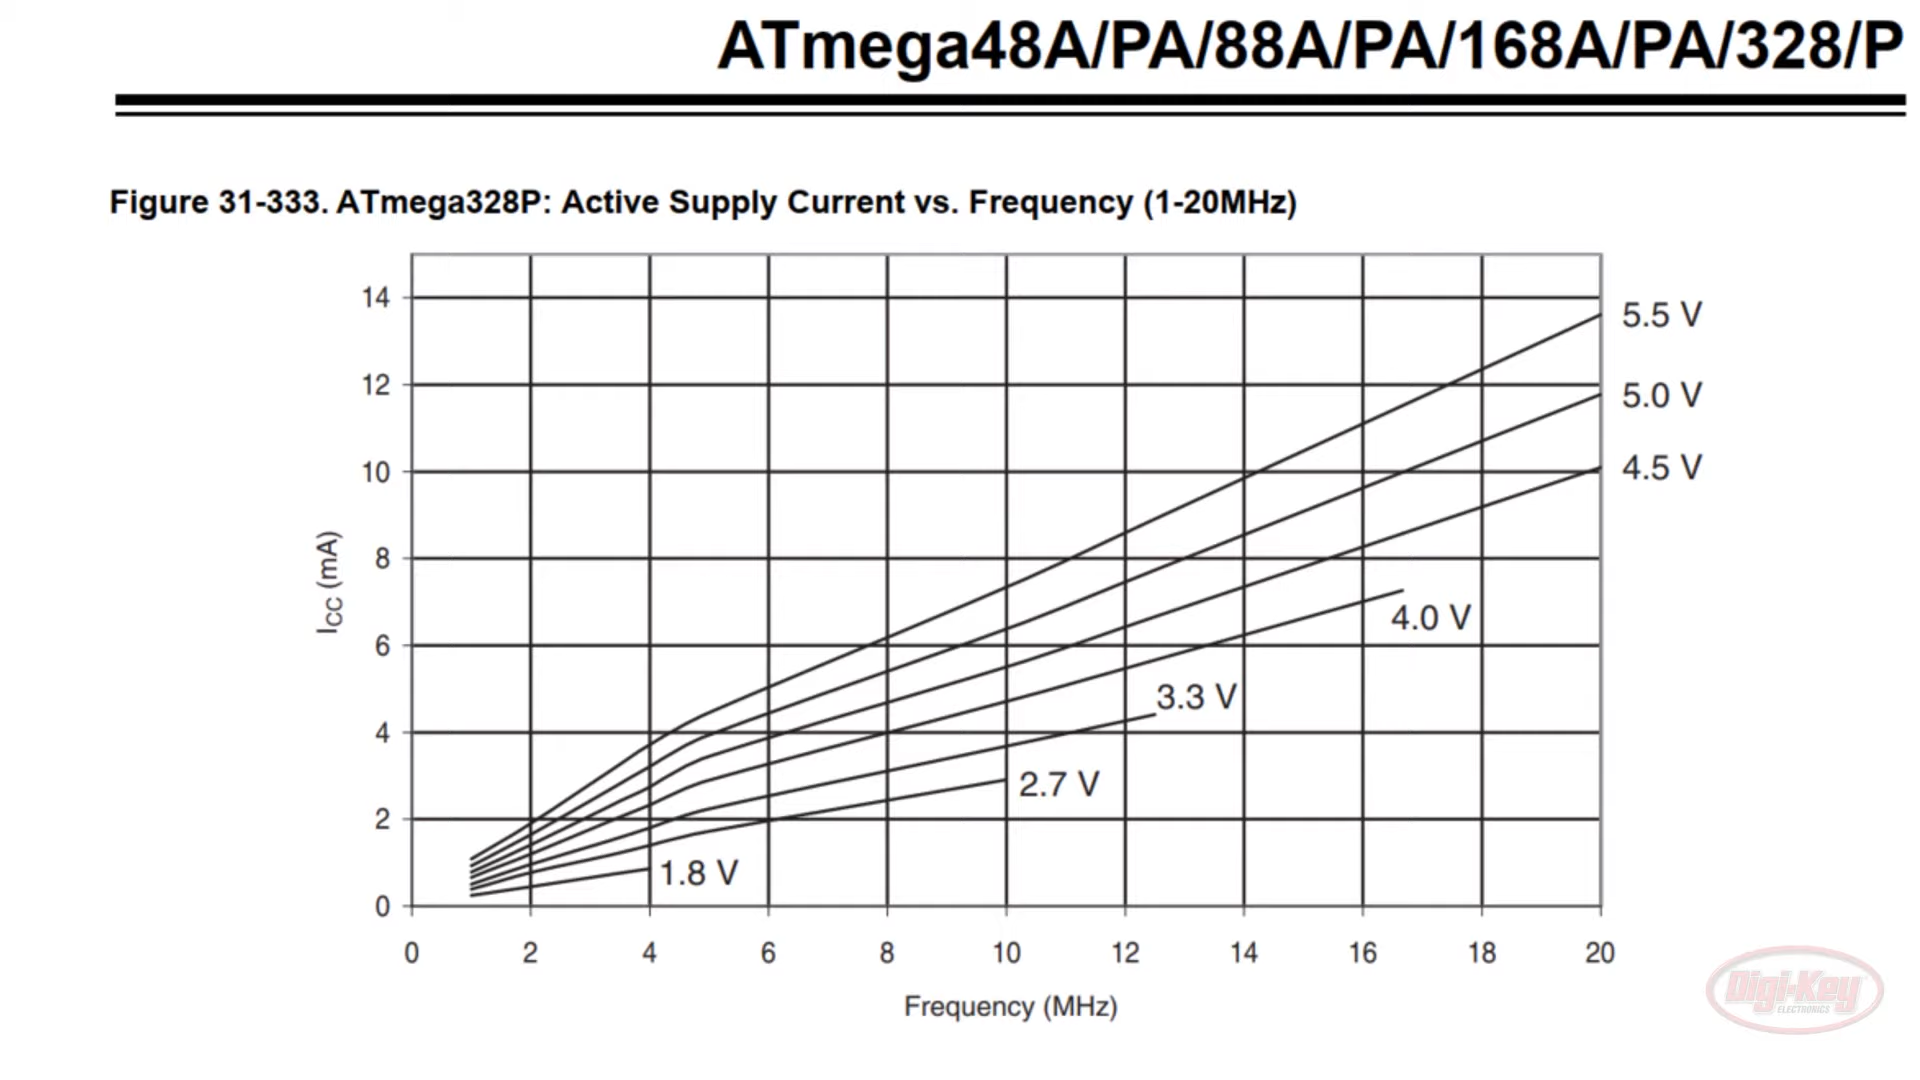 ATmega48A/PA/88A/PA/168A/PA/328/P
Figure 31-333. ATmega328P: Active Supply Current vs. Frequency (1-20MHz)
14
12
10
8
6
4
2
0
ICC (mA)
5.5 V
5.0 V
4.5 V
4.0 V
3.3 V
2.7 V
1.8 V
0 2 4 6 8 10 12 14 16 18 20
Frequency (MHz)
Digi-Key
ELECTRONICS